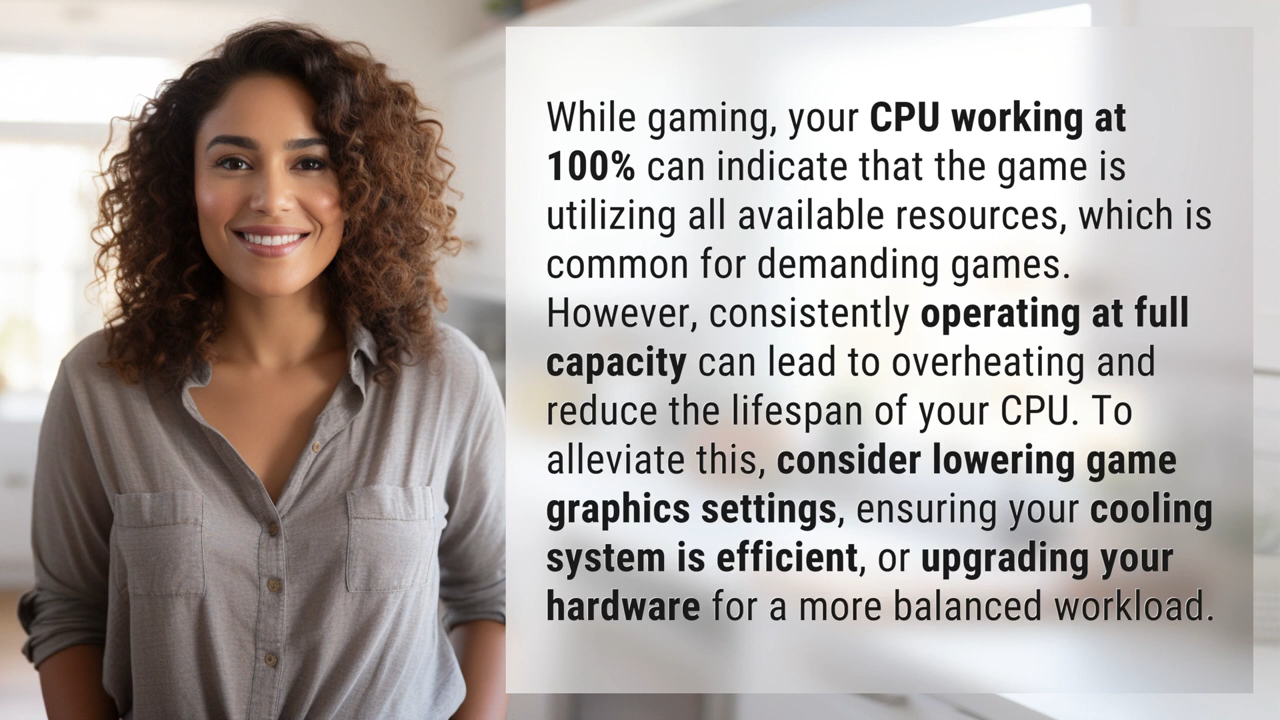 While gaming, your CPU working at
100% can indicate that the game is
utilizing all available resources, which is
common for demanding games.
However, consistently operating at full
capacity can lead to overheating and
reduce the lifespan of your CPU. To
alleviate this, consider lowering game
graphics settings, ensuring your cooling
system is efficient, or upgrading your
hardware for a more balanced workload.